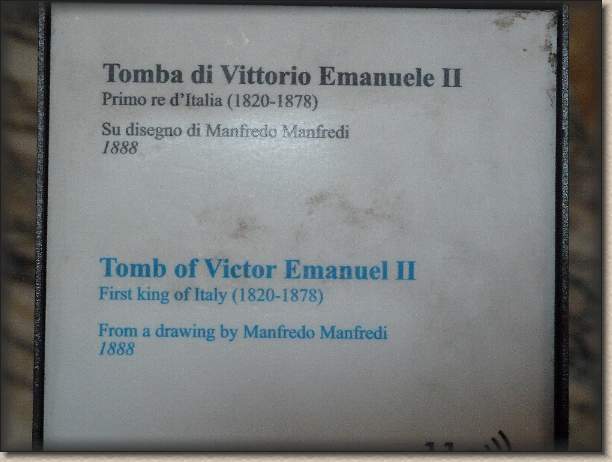 Tomba di Vittorio Emanuele II
Primo re d'Italia (1820-1878)
Su disegno di Manfredo Manfredi
1888
Tomb of Victor Emanuel II
First king of Italy (1820-1878)
From a drawing by Manfredo Manfredi
1888